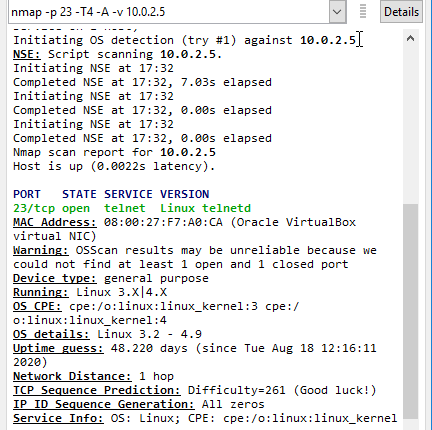 nmap -p 23 -T4 -A -v 10.0.2.5
Details
Initiating OS detection (try #1) against 10.0.2.5
NSE: Script scanning 10.0.2.5.
Initiating NSE at 17:32
Completed NSE at 17:32, 7.03s elapsed
Initiating NSE at 17:32
Completed NSE at 17:32, 0.00s elapsed
Initiating NSE at 17:32
Completed NSE at 17:32, 0.00s elapsed
Nmap scan report for 10.0.2.5
Host is up (0.0022s latency).
PORT   STATE SERVICE VERSION
23/tcp open  telnet  Linux telnetd
MAC Address: 08:00:27:F7:A0:CA (Oracle VirtualBox
virtual NIC)
Warning: OSScan results may be unreliable because we
could not find at least 1 open and 1 closed port
Device type: general purpose
Running: Linux 3.X|4.X
OS CPE: cpe:/o:linux:linux_kernel:3 cpe:/
o:linux:linux_kernel:4
OS details: Linux 3.2 - 4.9
Uptime guess: 48.220 days (since Tue Aug 18 12:16:11
2020)
Network Distance: 1 hop
TCP Sequence Prediction: Difficulty=261 (Good luck!)
IP ID Sequence Generation: All zeros
Service Info: OS: Linux; CPE: cpe:/o:linux:linux_kernel